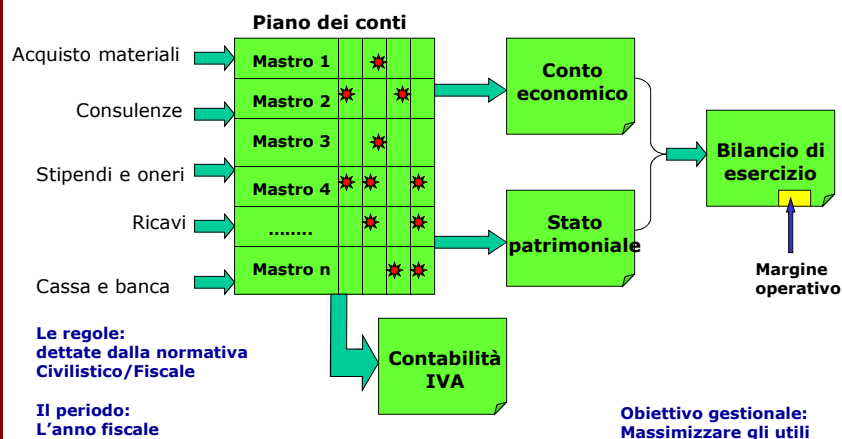 Piano dei conti
Acquisto materiali
Consulenze
Stipendi e oneri
Ricavi
Cassa e banca
Mastro 1
Mastro 2
Mastro 3
Mastro 4
........
Mastro n
Conto
economico
Stato
patrimoniale
Bilancio di
esercizio
Margine
operativo
Contabilità
IVA
Le regole:
dettate dalla normativa
Civilistico/Fiscale
Il periodo:
L'anno fiscale
Obiettivo gestionale:
Massimizzare gli utili